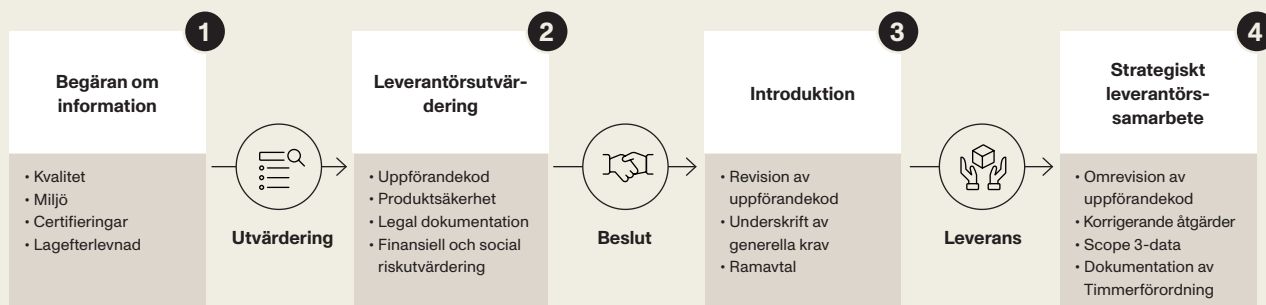 1
Begäran om
information
• Kvalitet
• Miljö
• Certifieringar
• Lagefterlevnad
Utvärdering
2
Leverantörsutvär-
dering
• Uppförandekod
• Produktsäkerhet
• Legal dokumentation
• Finansiell och social
riskutvärdering
Beslut
3
Introduktion
• Revision av
uppförandekod
• Underskrift av
generella krav
• Ramavtal
Leverans
4
Strategiskt
leverantörs-
samarbete
• Omrevision av
uppförandekod
• Korrigerande åtgärder
• Scope 3-data
• Dokumentation av
Timmerförordning